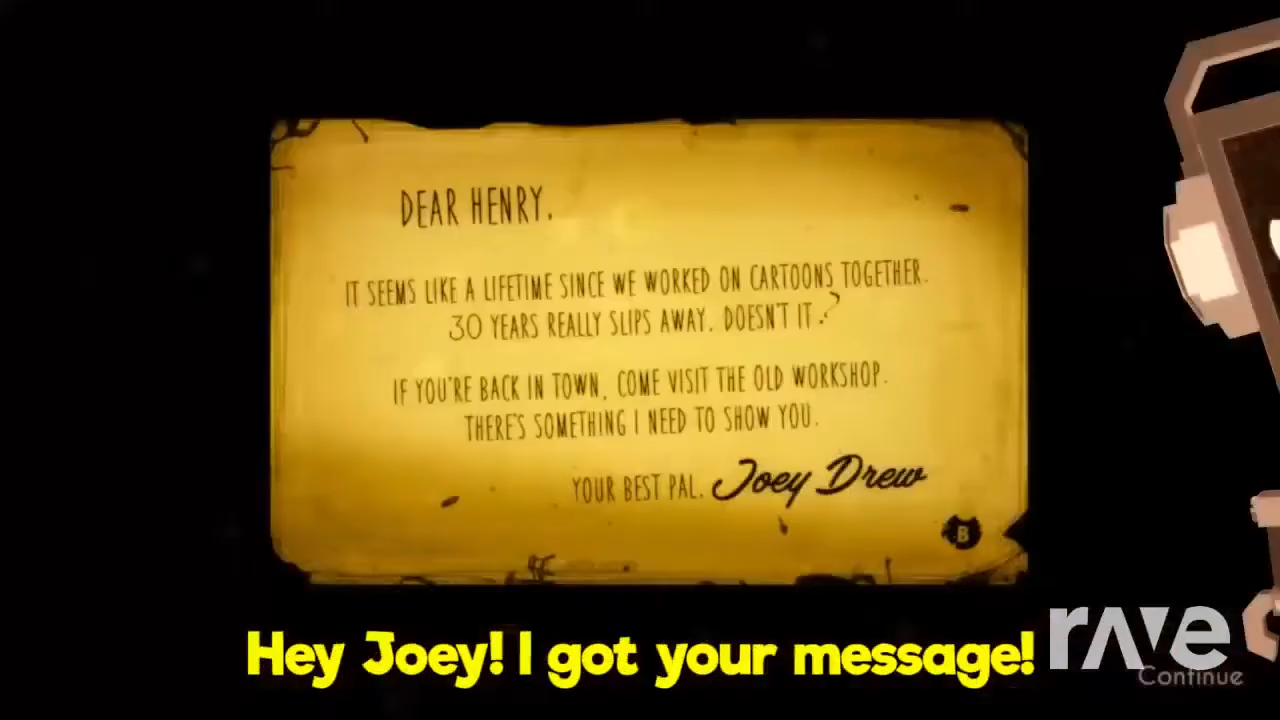 DEAR HENRY,
IT SEEMS LIKE A LIFETIME SINCE WE WORKED ON CARTOONS TOGETHER.
30 YEARS REALLY SLIPS AWAY. DOESN'T IT?
IF YOU'RE BACK IN TOWN, COME VISIT THE OLD WORKSHOP.
THERE'S SOMETHING I NEED TO SHOW YOU.
YOUR BEST PAL, Joey Drew
B
Hey Joey! I got your message!
rave
Continue